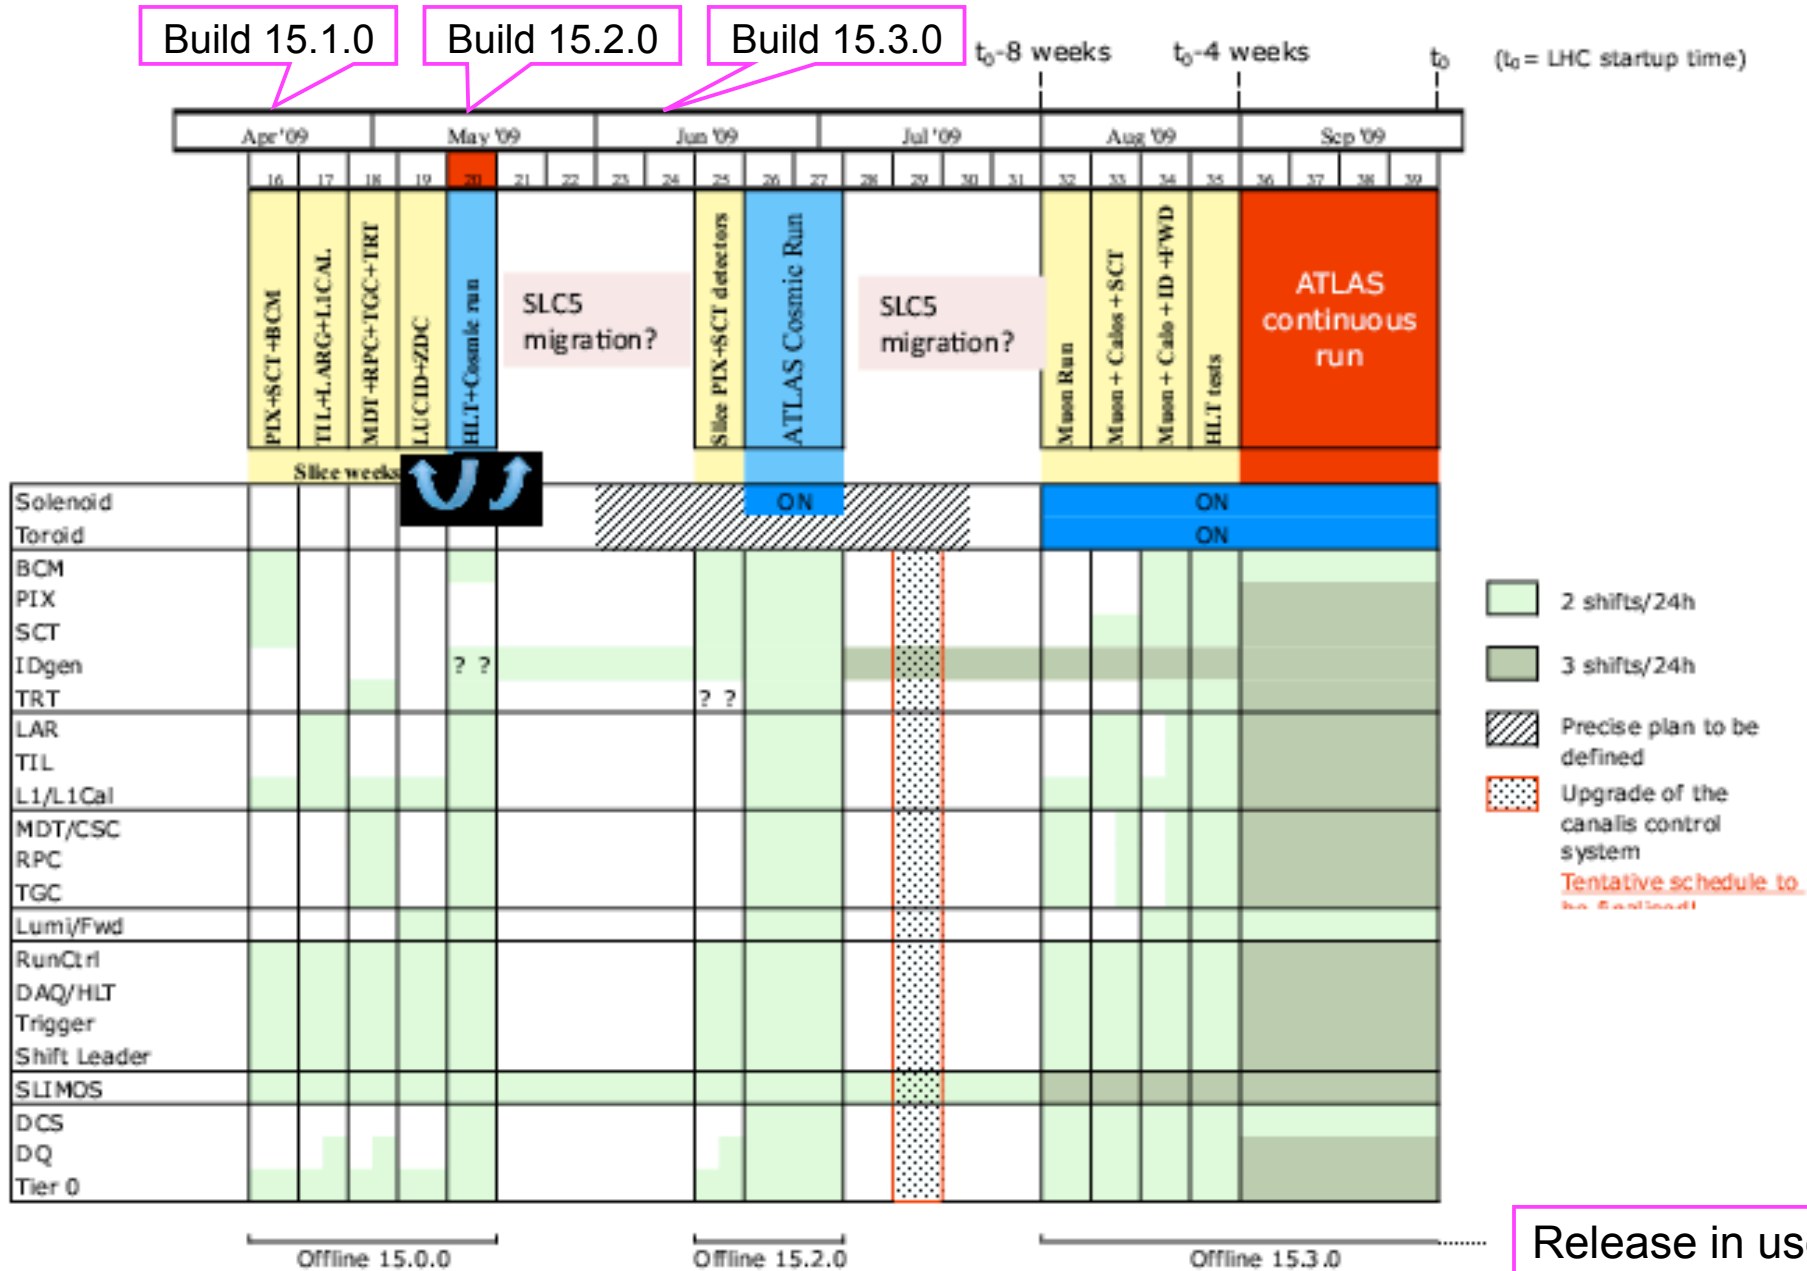 Build 15.1.0
Build 15.2.0
Build 15.3.0
t₀-8 weeks
t₀-4 weeks
t₀
(t₀ = LHC startup time)
Apr '09
May '09
Jun '09
Jul '09
Aug '09
Sep '09
16 17 18 19 20 21 22 23 24 25 26 27 28 29 30 31 32 33 34 35 36 37 38 39
PIX+SCT+BCM
TIL+LARG+L1CAL
MDT+RPC+TGC+TRT
LUCID+ZDC
HLT+Cosmic run
SLC5
migration?
Slice PIX+SCT detectors
ATLAS Cosmic Run
SLC5
migration?
Muon Run
Muon + Calos + SCT
Muon + Calo + ID +FWD
HLT tests
ATLAS
continuous
run
Slice weeks
Solenoid
ON
ON
Toroid
ON
BCM
PIX
SCT
IDgen
? ?
TRT
? ?
LAR
TIL
L1/L1Cal
MDT/CSC
RPC
TGC
Lumi/Fwd
RunCtrl
DAQ/HLT
Trigger
Shift Leader
SLIMOS
DCS
DQ
Tier 0
2 shifts/24h
3 shifts/24h
Precise plan to be
defined
Upgrade of the
canalis control
system
Tentative schedule to
be finalised!
Offline 15.0.0
Offline 15.2.0
Offline 15.3.0
Release in use